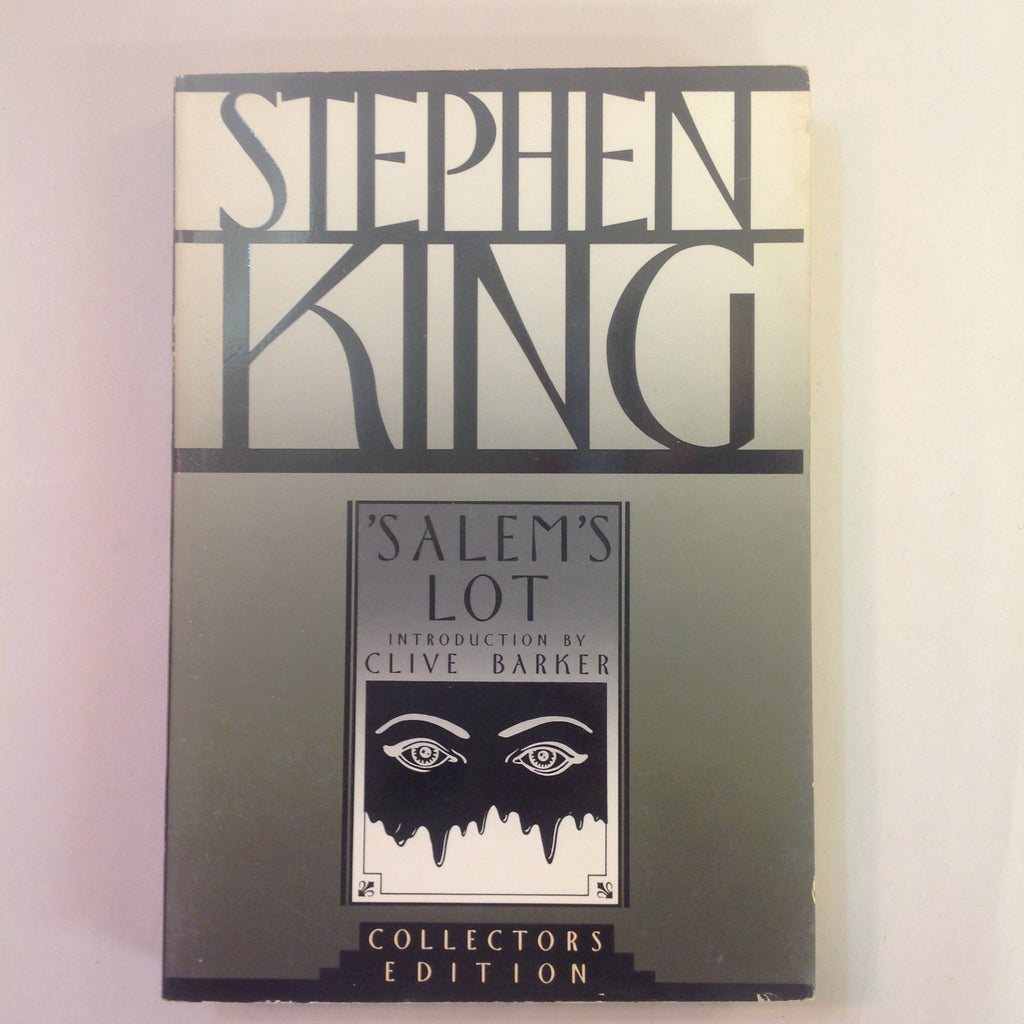 STEPHEN
KING
'SALEM'S
LOT
INTRODUCTION BY
CLIVE BARKER
COLLECTORS
EDITION